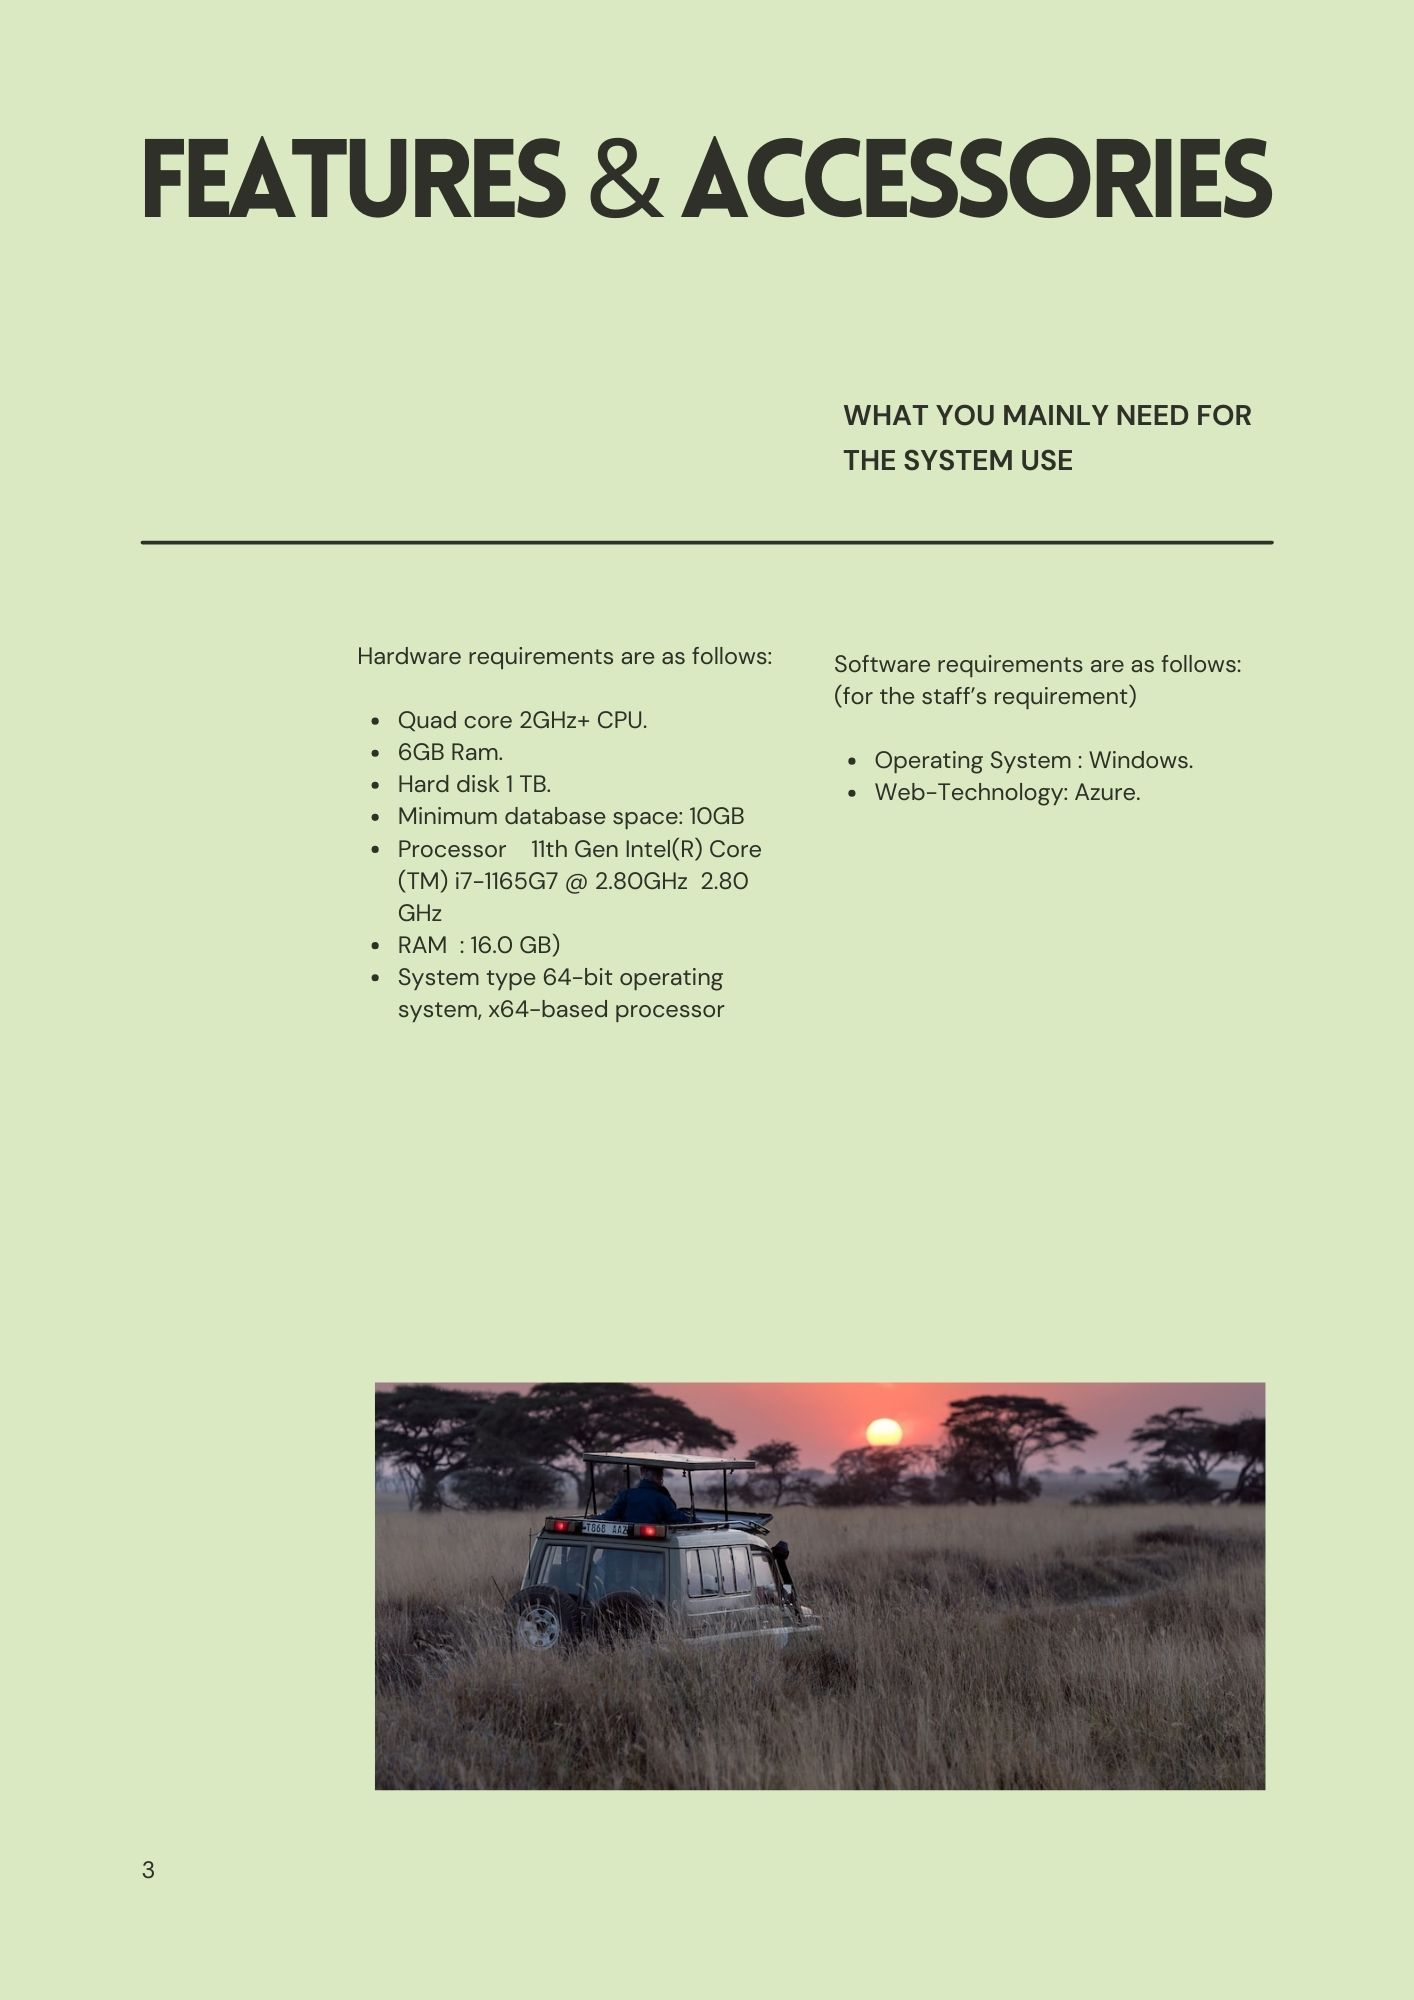 FEATURES & ACCESSORIES
WHAT YOU MAINLY NEED FOR
THE SYSTEM USE
Hardware requirements are as follows:
• Quad core 2GHz+ CPU.
• 6GB Ram.
• Hard disk 1 TB.
• Minimum database space: 10GB
• Processor    11th Gen Intel(R) Core
(TM) i7-1165G7 @ 2.80GHz  2.80
GHz
• RAM  : 16.0 GB)
• System type 64-bit operating
system, x64-based processor
Software requirements are as follows:
(for the staff’s requirement)
• Operating System : Windows.
• Web-Technology: Azure.
T868 AAZ
3